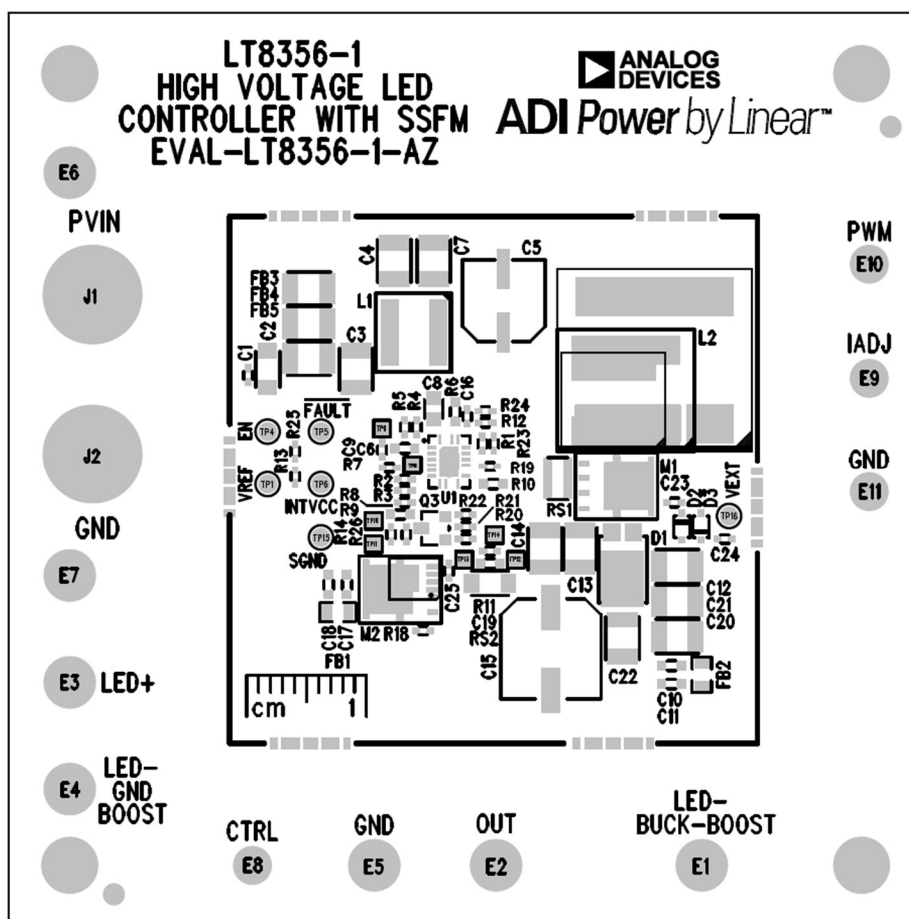 LT8356-1
HIGH VOLTAGE LED
CONTROLLER WITH SSFM
EVAL-LT8356-1-AZ
ANALOG
DEVICES
ADI Power by Linear™
E6
PVIN
J1
J2
GND
E7
E3 LED+
E4
LED-
GND
BOOST
CTRL
E8
GND
E5
OUT
E2
LED-
BUCK-BOOST
E1
PWM
E10
IADJ
E9
GND
E11
C4
C7
C5
FB3
FB4
FB5
L1
L2
C2
C3
C1
FAULT
EN
TP4
TP5
R25
R13
VREF
TP1
TP6
INTVCC
R5
R4
C8
R6
C16
R24
R12
R1
R23
R19
R10
C9
C6
R7
R8
R9
R14
R26
TP15
SGND
Q3
U1
R22
R21
R20
C14
RS1
M1
C23
D2
D3
VEXT
TP16
C24
D1
C13
C12
C21
C20
C25
R11
C19
RS2
C15
C22
C10
C11
FB2
M2
R18
C18
C17
FB1
cm 1